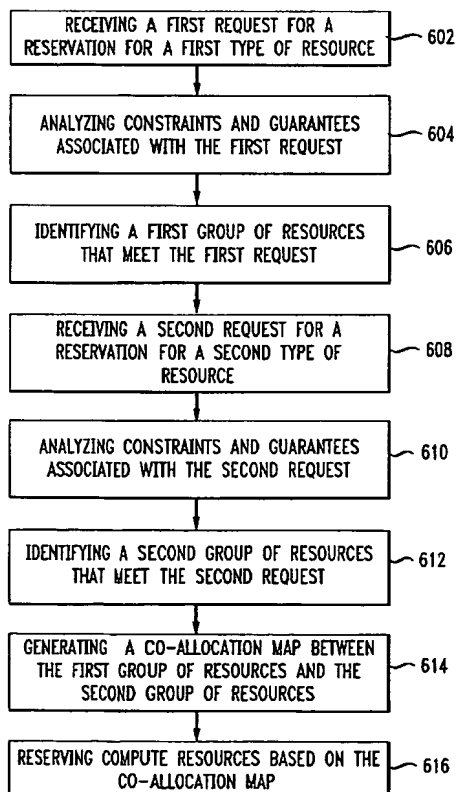 RECEIVING A FIRST REQUEST FOR A
RESERVATION FOR A FIRST TYPE OF RESOURCE
602
ANALYZING CONSTRAINTS AND GUARANTEES
ASSOCIATED WITH THE FIRST REQUEST
604
IDENTIFYING A FIRST GROUP OF RESOURCES
THAT MEET THE FIRST REQUEST
606
RECEIVING A SECOND REQUEST FOR A
RESERVATION FOR A SECOND TYPE OF
RESOURCE
608
ANALYZING CONSTRAINTS AND GUARANTEES
ASSOCIATED WITH THE SECOND REQUEST
610
IDENTIFYING A SECOND GROUP OF RESOURCES
THAT MEET THE SECOND REQUEST
612
GENERATING A CO-ALLOCATION MAP BETWEEN
THE FIRST GROUP OF RESOURCES AND THE
SECOND GROUP OF RESOURCES
614
RESERVING COMPUTE RESOURCES BASED ON THE
CO-ALLOCATION MAP
616